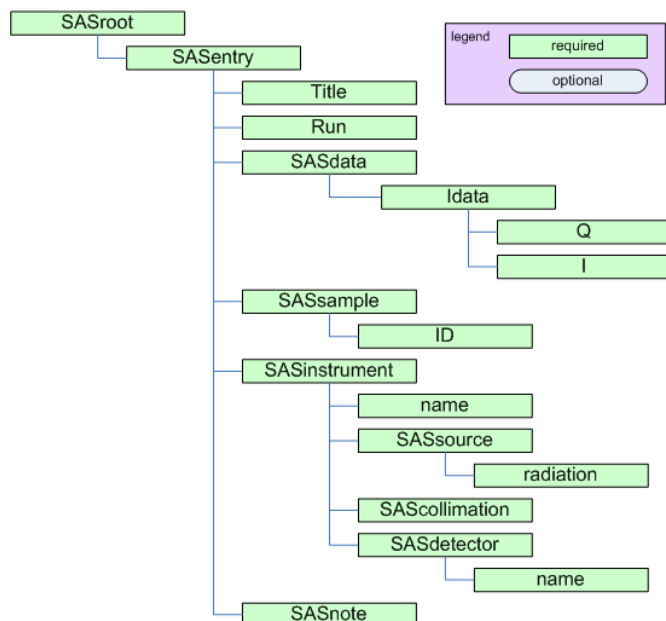 SASroot
legend
required
SASentry
optional
Title
Run
SASdata
Idata
Q
I
SASsample
ID
SASinstrument
name
SASsource
radiation
SAScollimation
SASdetector
name
SASnote